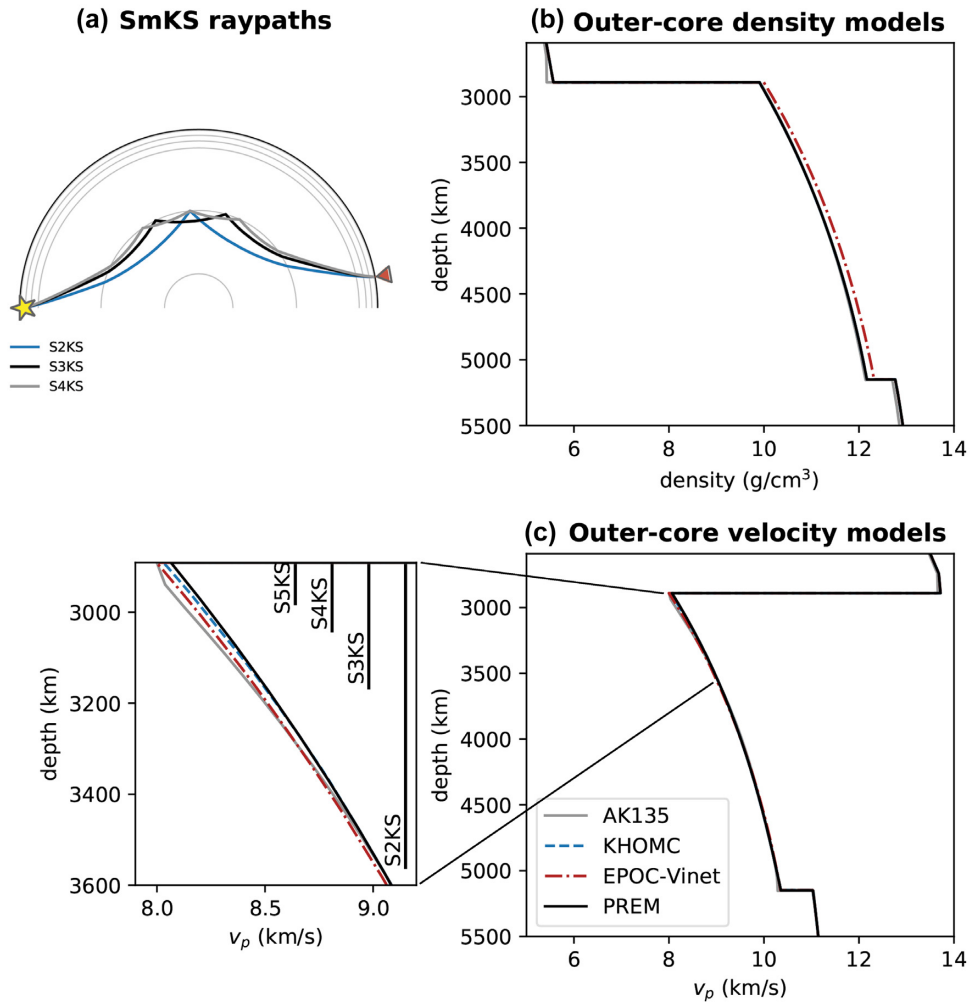 (a) SmKS raypaths
S2KS
S3KS
S4KS
(b) Outer-core density models
3000
3500
4000
4500
5000
5500
depth (km)
6 8 10 12 14
density (g/cm³)
(c) Outer-core velocity models
3000
3200
3400
3600
depth (km)
8.0 8.5 9.0
vₚ (km/s)
S5KS
S4KS
S3KS
S2KS
3000
3500
4000
4500
5000
5500
depth (km)
AK135
KHOMC
EPOC-Vinet
PREM
6 8 10 12 14
vₚ (km/s)